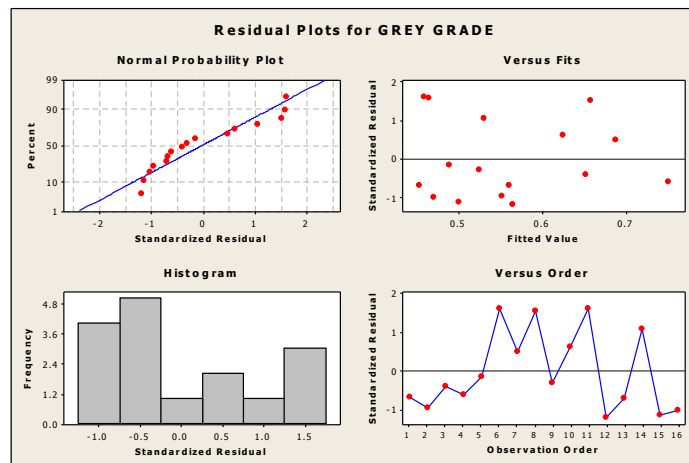 Residual Plots for GREY GRADE
Normal Probability Plot
99
90
50
10
1
Percent
-2 -1 0 1 2
Standardized Residual
Versus Fits
2
1
0
-1
Standardized Residual
0.5 0.6 0.7
Fitted Value
Histogram
4.8
3.6
2.4
1.2
0.0
Frequency
-1.0 -0.5 0.0 0.5 1.0 1.5
Standardized Residual
Versus Order
2
1
0
-1
Standardized Residual
1 2 3 4 5 6 7 8 9 10 11 12 13 14 15 16
Observation Order